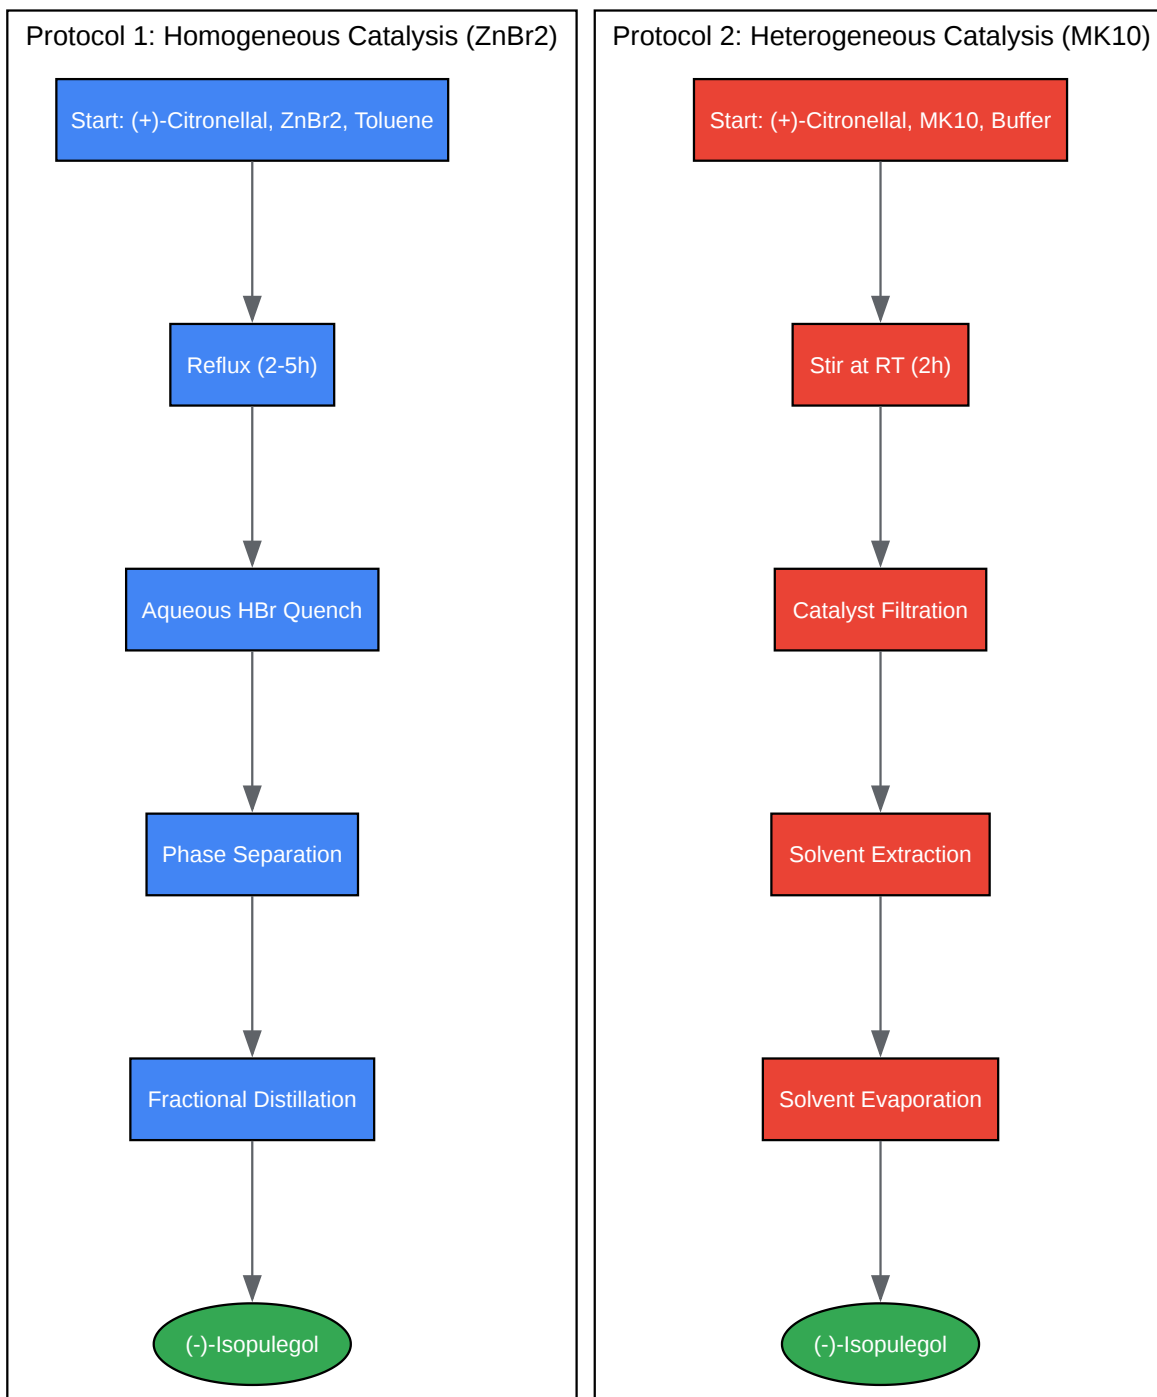 Protocol 1: Homogeneous Catalysis (ZnBr2)
Start: (+)-Citronellal, ZnBr2, Toluene
Reflux (2-5h)
Aqueous HBr Quench
Phase Separation
Fractional Distillation
(-)-Isopulegol
Protocol 2: Heterogeneous Catalysis (MK10)
Start: (+)-Citronellal, MK10, Buffer
Stir at RT (2h)
Catalyst Filtration
Solvent Extraction
Solvent Evaporation
(-)-Isopulegol